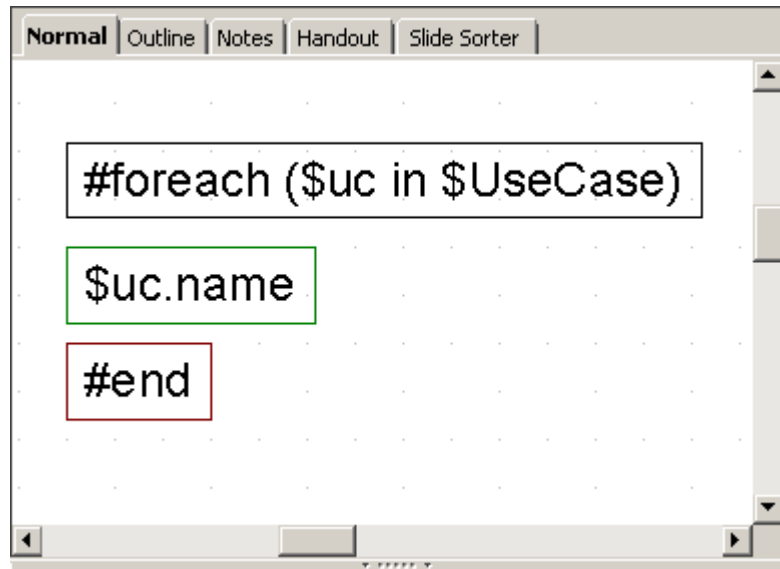 Normal Outline Notes Handout Slide Sorter
#foreach ($uc in $UseCase)
$uc.name
#end